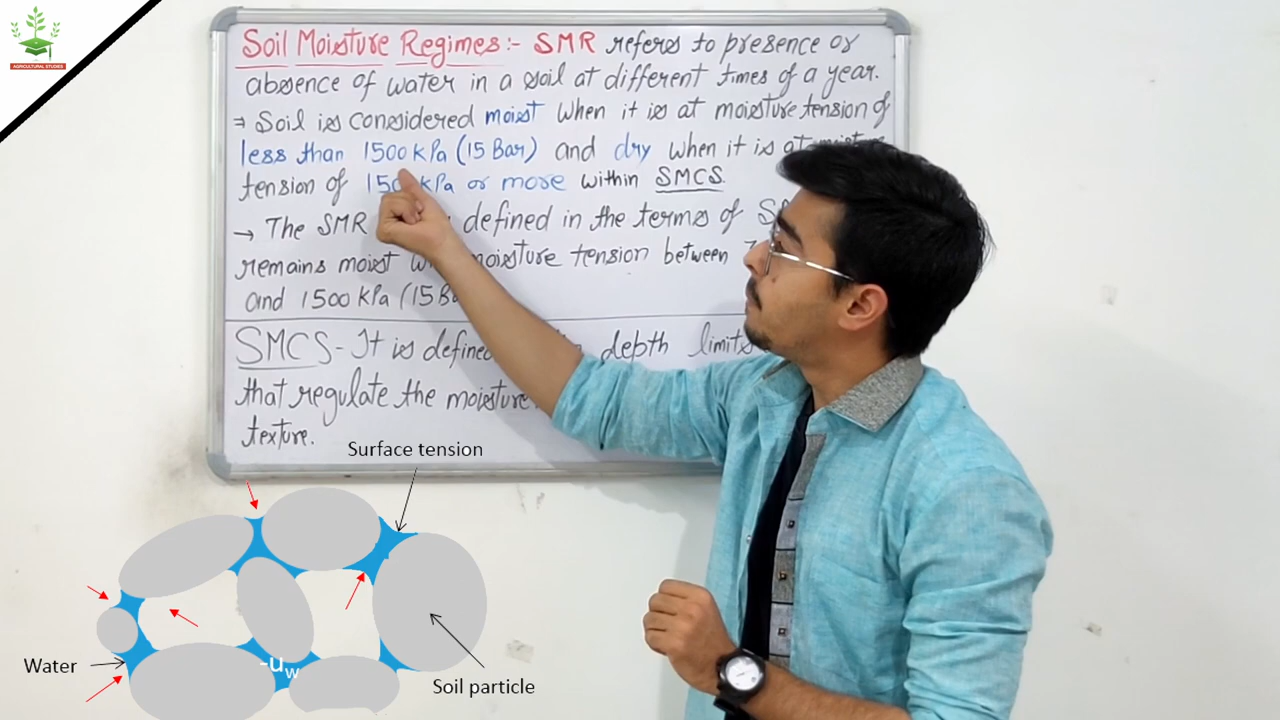 AGRICULTURAL STUDIES
Soil Moisture Regimes:- SMR referes to presence or
absence of water in a soil at different times of a year.
⇒ Soil is considered moist when it is at moisture tension of
less than 1500 kPa (15 Bar) and dry when it is at
tension of kPa or more within SMCS
→ The SMR defined in the terms of
remains moist moisture tension between
and 1500 kPa (15
SMCS - It is depth limits
that regulate the moisture
texture.
Surface tension
Water
-uw
Soil particle